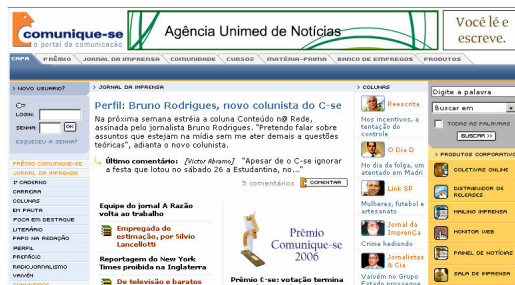 comunique-se
o portal da comunicação
Agência Unimed de Notícias
Você lê e
escreve.
CAPA
PRÊMIO
JORNAL DA IMPRENSA
COMUNIDADE
CURSOS
MATÉRIA-PRIMA
BANCO DE EMPREGOS
PRODUTOS
> NOVO USUARIO?
LOGIN:
SENHA:
OK
ESQUECEU A SENHA?
PRÊMIO COMUNIQUE-SE
JORNAL DA IMPRENSA
1º CADERNO
CARREIRA
COLUNAS
EM PAUTA
FOCA EM DESTAQUE
LITERÁRIO
PAPO NA REDAÇÃO
PERFIL
PREFÁCIO
RADIOJORNALISMO
VAIVÉM
COMUNIDADE
> JORNAL DA IMPRENSA
Perfil: Bruno Rodrigues, novo colunista do C-se
Na próxima semana estréia a coluna Conteúdo n@ Rede,
assinada pelo jornalista Bruno Rodrigues. "Pretendo falar sobre
assuntos que estejam na mídia sem me ater demais a questões
teóricas", adianta o novo colunista.
Último comentário: [Victor Abramo] "Apesar de o C-se ignorar
a festa que lotou no sábado 26 a Estudantina, no..."
5 comentários
COMENTAR
Equipe do jornal A Razão
volta ao trabalho
Empregada de
estimação, por Silvio
Lancellotti
Reportagem do New York
Times proibida na Inglaterra
De televisão e baratos
Prêmio
Comunique-se
2006
Prêmio C-se: votação termina
> COLUNAS
Reescrita
Nos incentivos, a
tentação do
controle
O Dia D
No dia da folga, um
atentado em Madri
Link SP
Mulheres, futebol e
artesanato
Jornal da
ImprenÇa
Crime hediondo
Jornalistas
& Cia
Vaivém no Grupo
Estado prossegue
Digite a palavra
Buscar em
TODAS AS PALAVRAS
BUSCAR >>
> PRODUTOS CORPORATIVOS
COLETIVAS ONLINE
DISTRIBUIDOR DE
RELEASES
MAILING IMPRENSA
MONITOR WEB
PAINEL DE NOTÍCIAS
SALA DE IMPRENSA